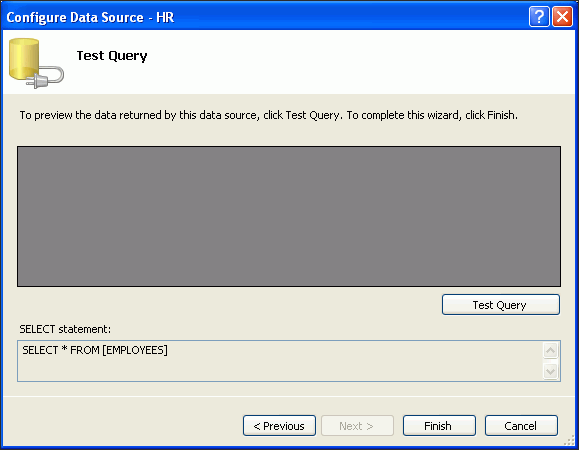 Configure Data Source - HR
Test Query
To preview the data returned by this data source, click Test Query. To complete this wizard, click Finish.
Test Query
SELECT statement:
SELECT * FROM [EMPLOYEES]
< Previous
Next >
Finish
Cancel